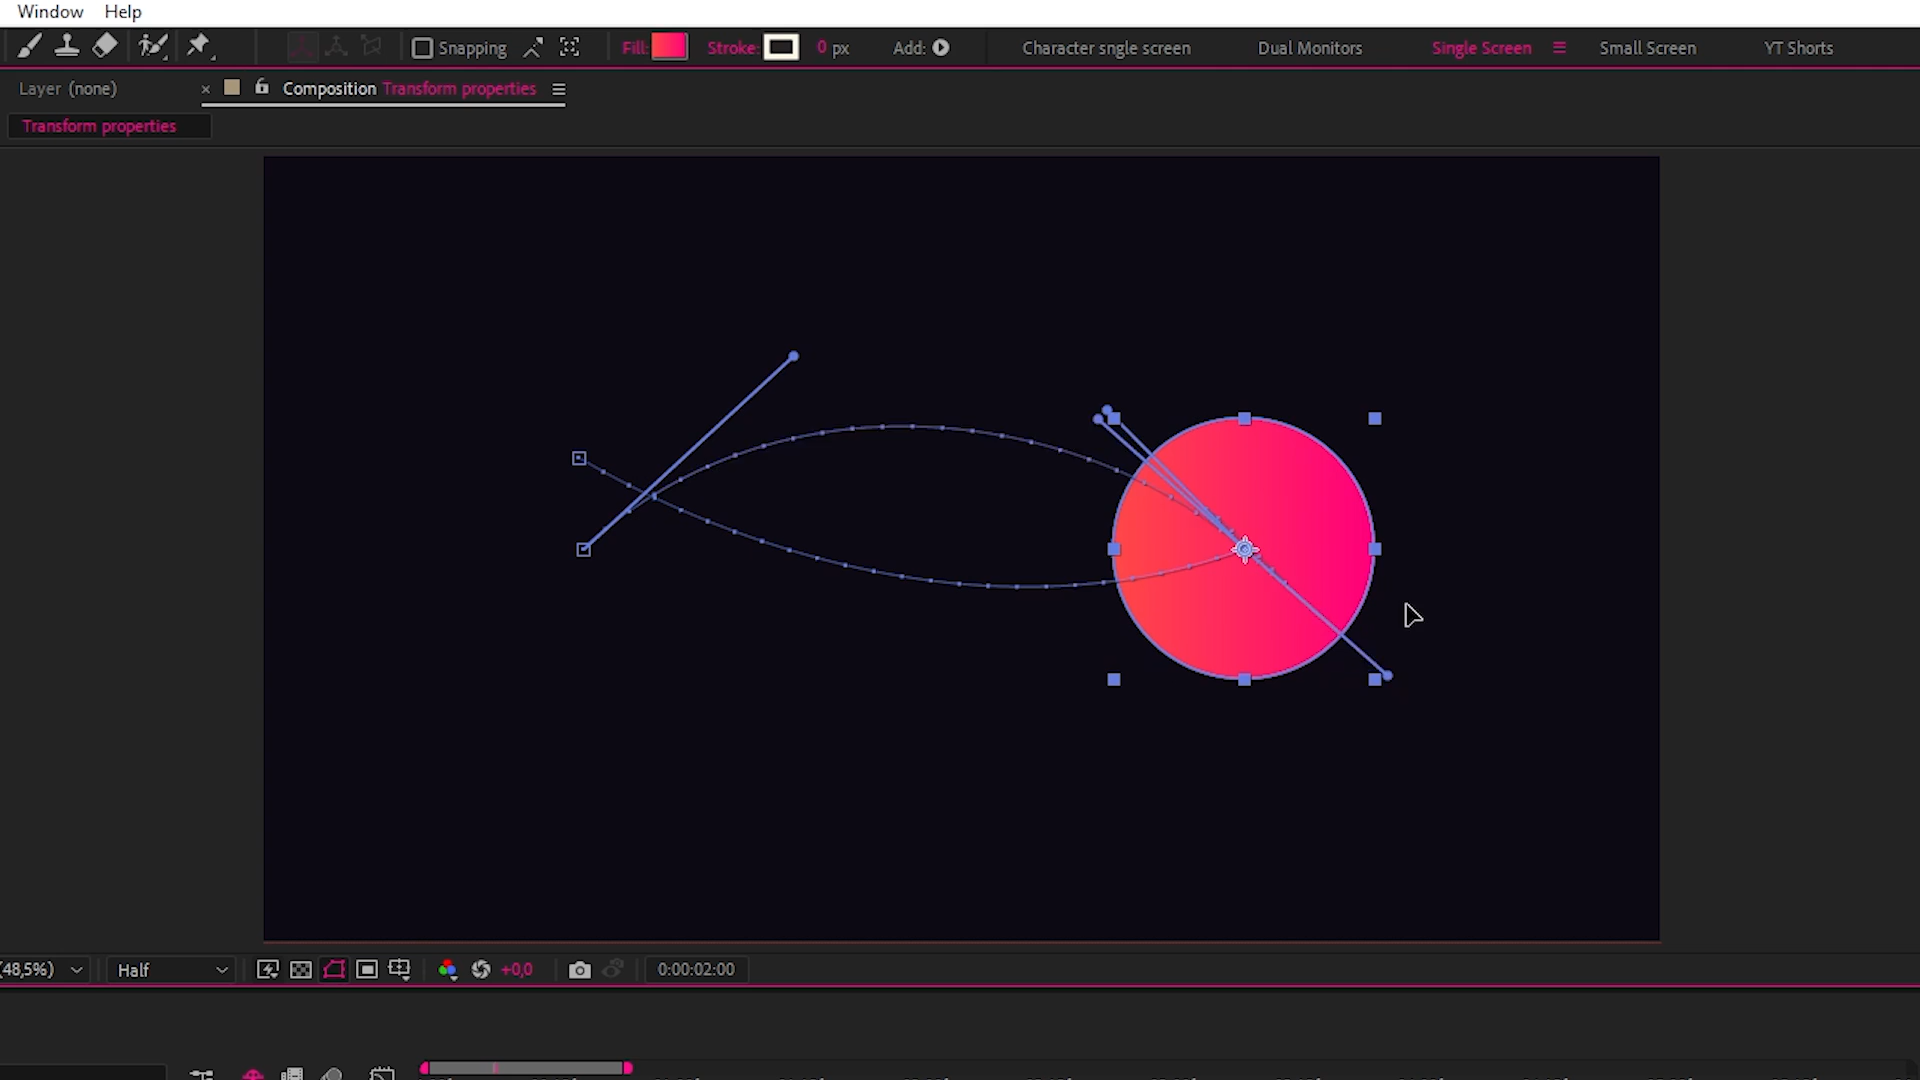 Window Help
Snapping Fill: Stroke: 0 px Add: Character sngle screen Dual Monitors Single Screen Small Screen YT Shorts
Layer (none) × Composition Transform properties
Transform properties
(48,5%) Half +0,0 0:00:02:00